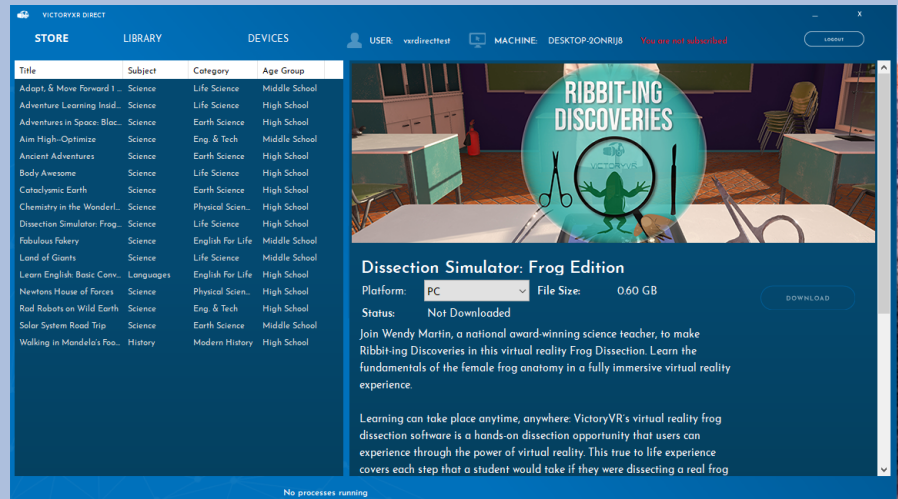 VICTORYXR DIRECT
_ X
STORE LIBRARY DEVICES USER: vxrdirecttest MACHINE: DESKTOP-2ONRIJ8 You are not subscribed LOGOUT
Title Subject Category Age Group
Adapt, & Move Forward 1 ... Science Life Science Middle School
Adventure Learning Insid... Science Life Science High School
Adventures in Space: Blac... Science Earth Science High School
Aim High--Optimize Science Eng. & Tech Middle School
Ancient Adventures Science Earth Science High School
Body Awesome Science Life Science High School
Cataclysmic Earth Science Earth Science High School
Chemistry in the Wonderl... Science Physical Scien... High School
Dissection Simulator: Frog... Science Life Science High School
Fabulous Fakery Science English For Life Middle School
Land of Giants Science Life Science Middle School
Learn English: Basic Conv... Languages English For Life High School
Newtons House of Forces Science Physical Scien... High School
Rad Robots on Wild Earth Science Eng. & Tech High School
Solar System Road Trip Science Earth Science Middle School
Walking in Mandela's Foo... History Modern History High School
RIBBIT-ING
DISCOVERIES
VICTORYVR
Dissection Simulator: Frog Edition
Platform: PC File Size: 0.60 GB
DOWNLOAD
Status: Not Downloaded
Join Wendy Martin, a national award-winning science teacher, to make
Ribbit-ing Discoveries in this virtual reality Frog Dissection. Learn the
fundamentals of the female frog anatomy in a fully immersive virtual reality
experience.
Learning can take place anytime, anywhere: VictoryVR's virtual reality frog
dissection software is a hands-on dissection opportunity that users can
experience through the power of virtual reality. This true to life experience
covers each step that a student would take if they were dissecting a real frog
No processes running